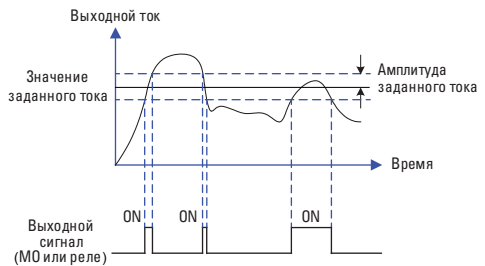 Выходной ток
Значение
заданного тока
Амплитуда
заданного тока
Время
ON
ON
ON
Выходной
сигнал
(МО или реле)